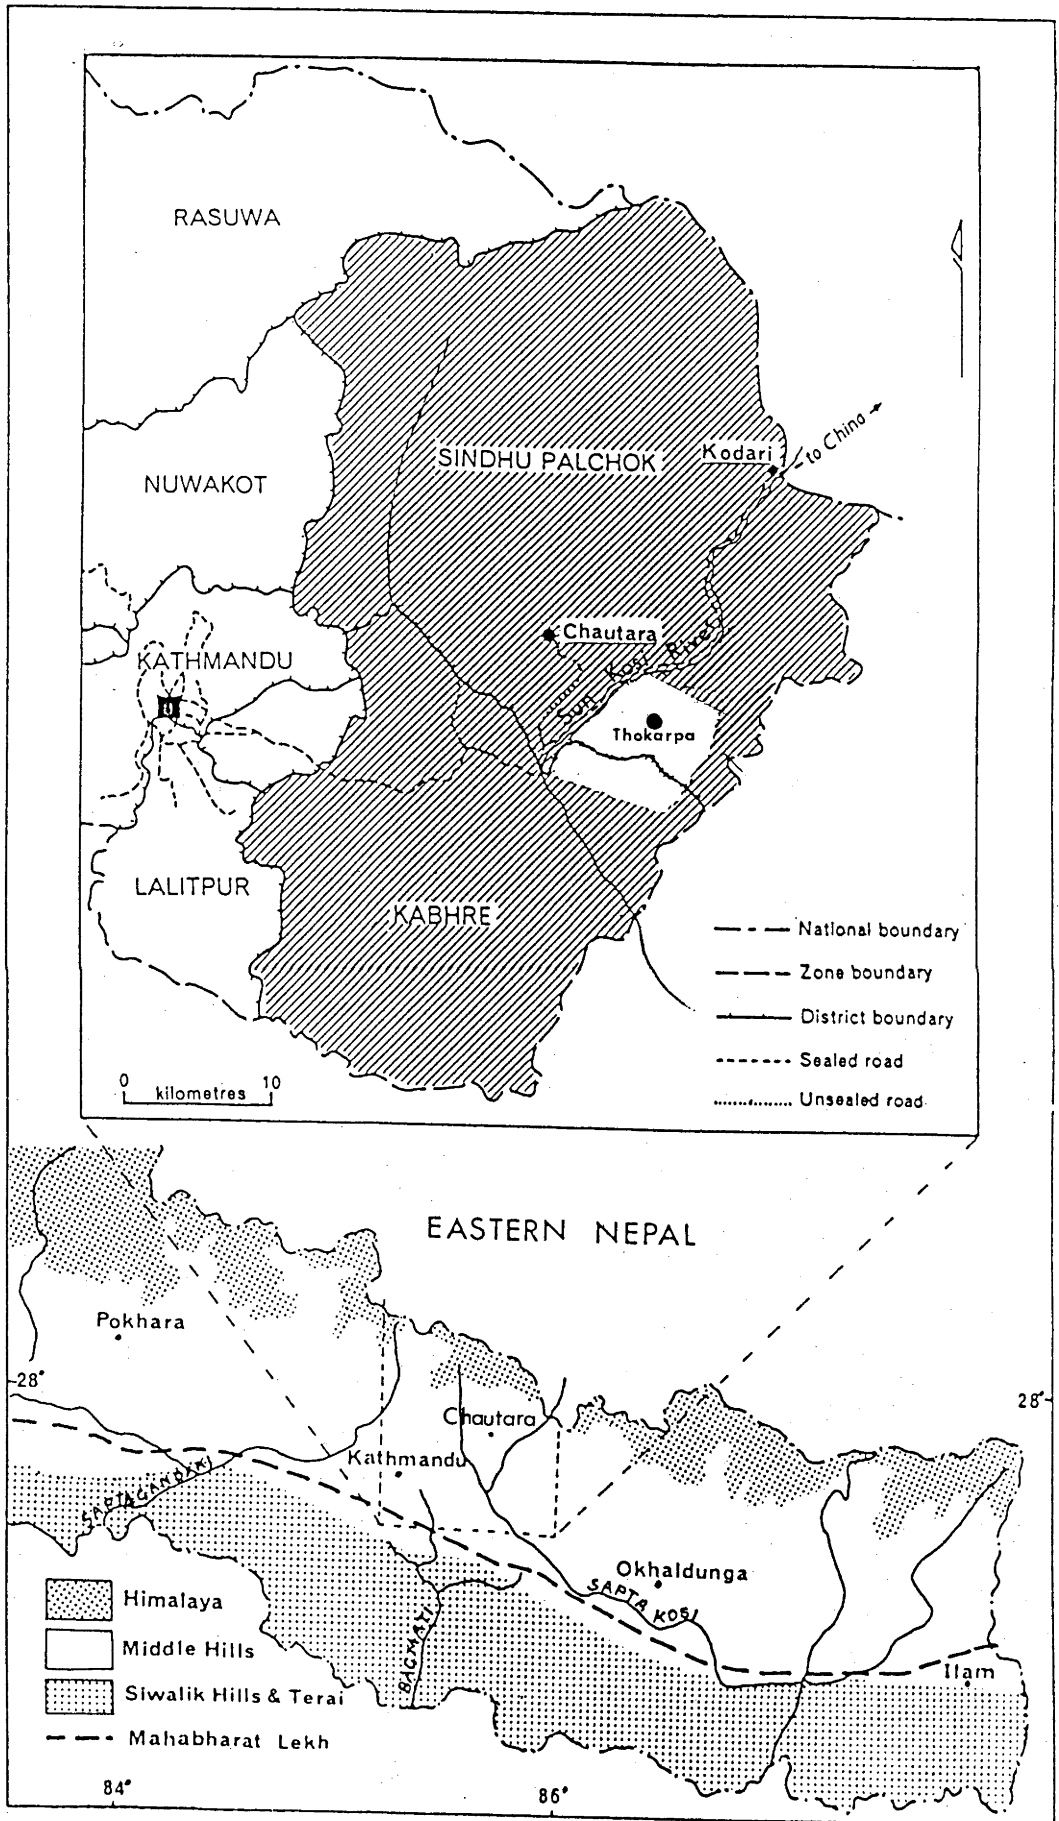 RASUWA
NUWAKOT
SINDHU PALCHOK
Kodari
to China
Chautara
Sun Kosi River
KATHMANDU
Thokarpa
LALITPUR
KABHRE
National boundary
Zone boundary
District boundary
Sealed road
Unsealed road
0 10
kilometres
EASTERN NEPAL
Pokhara
28°
28°
Chautara
Kathmandu
SAPTAGANDAKI
Okhaldunga
SAPTA KOSI
BAGMATI
Ilam
Himalaya
Middle Hills
Siwalik Hills & Terai
Mahabharat Lekh
84°
86°